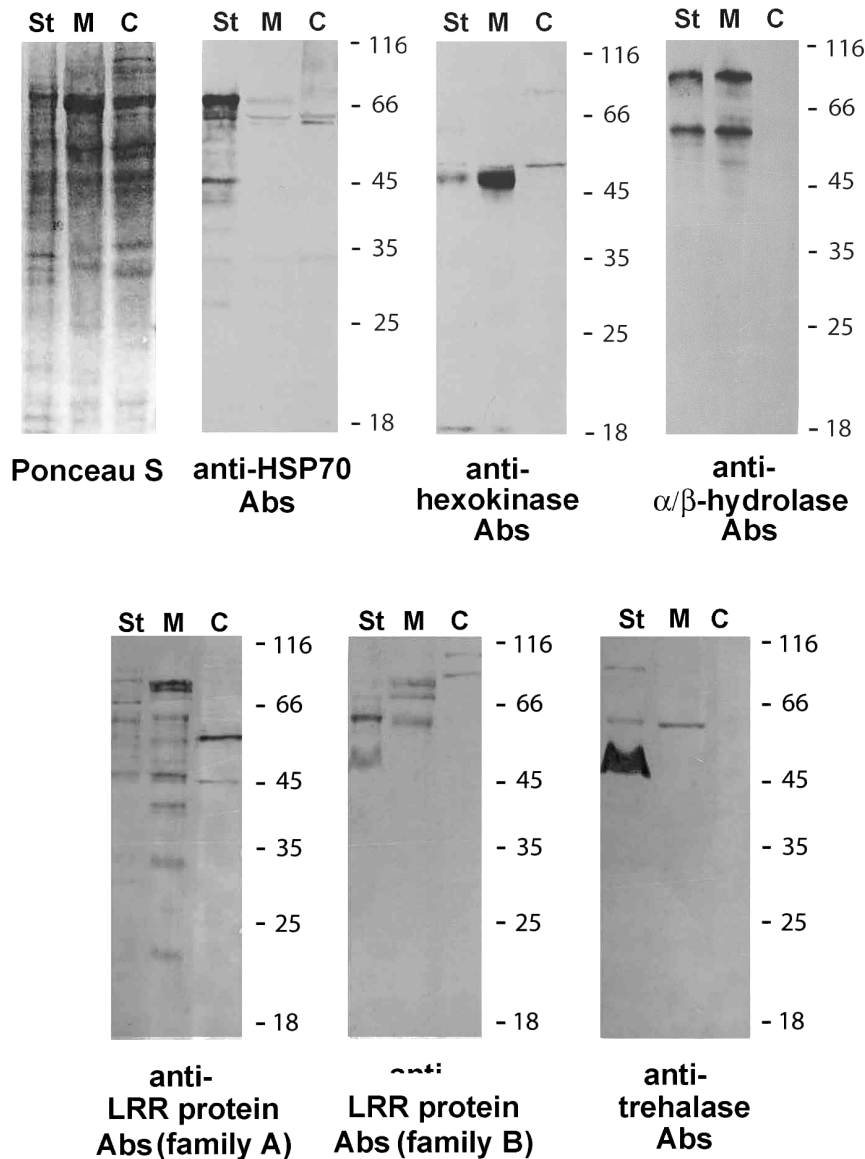 St M C
St M C
St M C
St M C
- 116
- 66
- 45
- 35
- 25
- 18
- 116
- 66
- 45
- 35
- 25
- 18
- 116
- 66
- 45
- 35
- 25
- 18
Ponceau S
anti-HSP70
Abs
anti-
hexokinase
Abs
anti-
α/β-hydrolase
Abs
St M C
St M C
St M C
- 116
- 66
- 45
- 35
- 25
- 18
- 116
- 66
- 45
- 35
- 25
- 18
- 116
- 66
- 45
- 35
- 25
- 18
anti-
LRR protein
Abs (family A)
anti-
LRR protein
Abs (family B)
anti-
trehalase
Abs